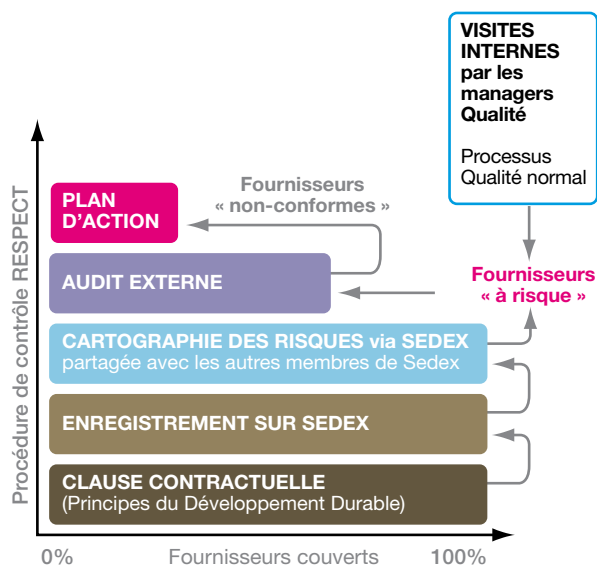 VISITES
INTERNES
par les
managers
Qualité
Processus
Qualité normal
Procédure de contrôle RESPECT
PLAN
D'ACTION
Fournisseurs
« non-conformes »
AUDIT EXTERNE
Fournisseurs
« à risque »
CARTOGRAPHIE DES RISQUES via SEDEX
partagée avec les autres membres de Sedex
ENREGISTREMENT SUR SEDEX
CLAUSE CONTRACTUELLE
(Principes du Développement Durable)
0% Fournisseurs couverts 100%